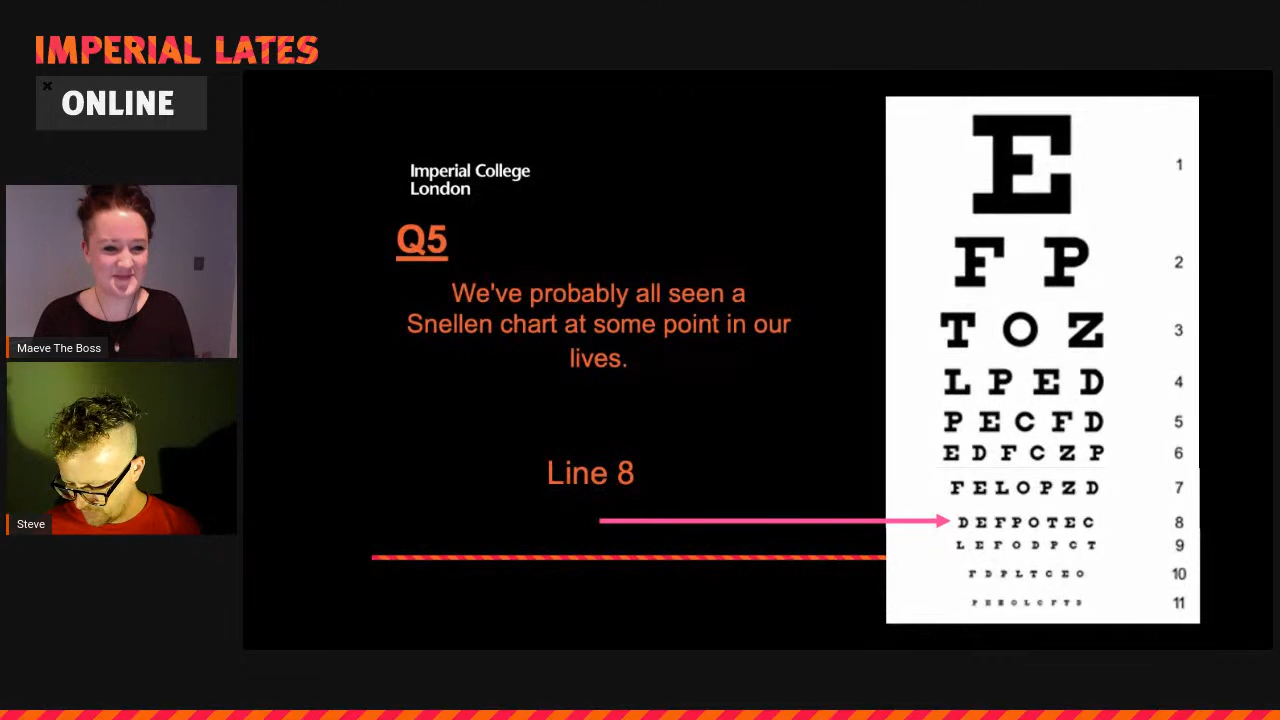 IMPERIAL LATES
ONLINE
Imperial College
London
Q5
We've probably all seen a
Snellen chart at some point in our
lives.
Line 8
Maeve The Boss
Steve
E 1
F P 2
T O Z 3
L P E D 4
P E C F D 5
E D F C Z P 6
F E L O P Z D 7
D E F P O T E C 8
L E F O D P C T 9
F D P L T C E O 10
P E Z O L C F T D 11